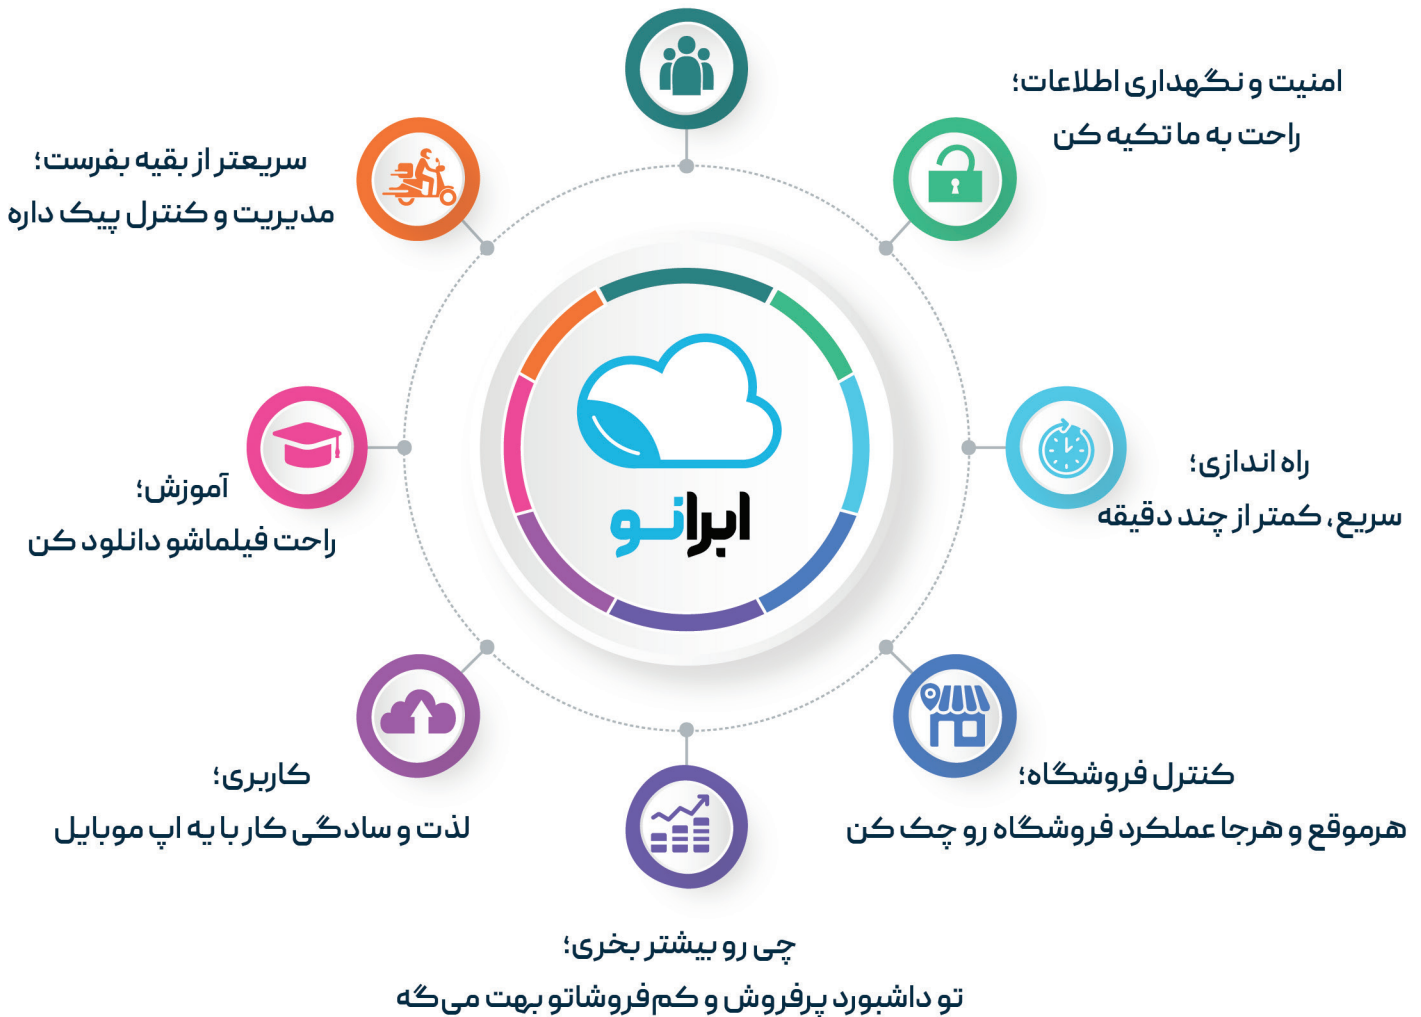 امنیت و نگهداری اطلاعات؛
راحت به ما تکیه کن
سریعتر از بقیه بفرست؛
مدیریت و کنترل پیک داره
ابرانو
راه اندازی؛
سریع، کمتر از چند دقیقه
آموزش؛
راحت فیلماشو دانلود کن
کنترل فروشگاه؛
هرموقع و هرجا عملکرد فروشگاه رو چک کن
کاربری؛
لذت و سادگی کار با یه اپ موبایل
چی رو بیشتر بخری؛
تو داشبورد پرفروش و کم‌فروشاتو بهت می‌گه